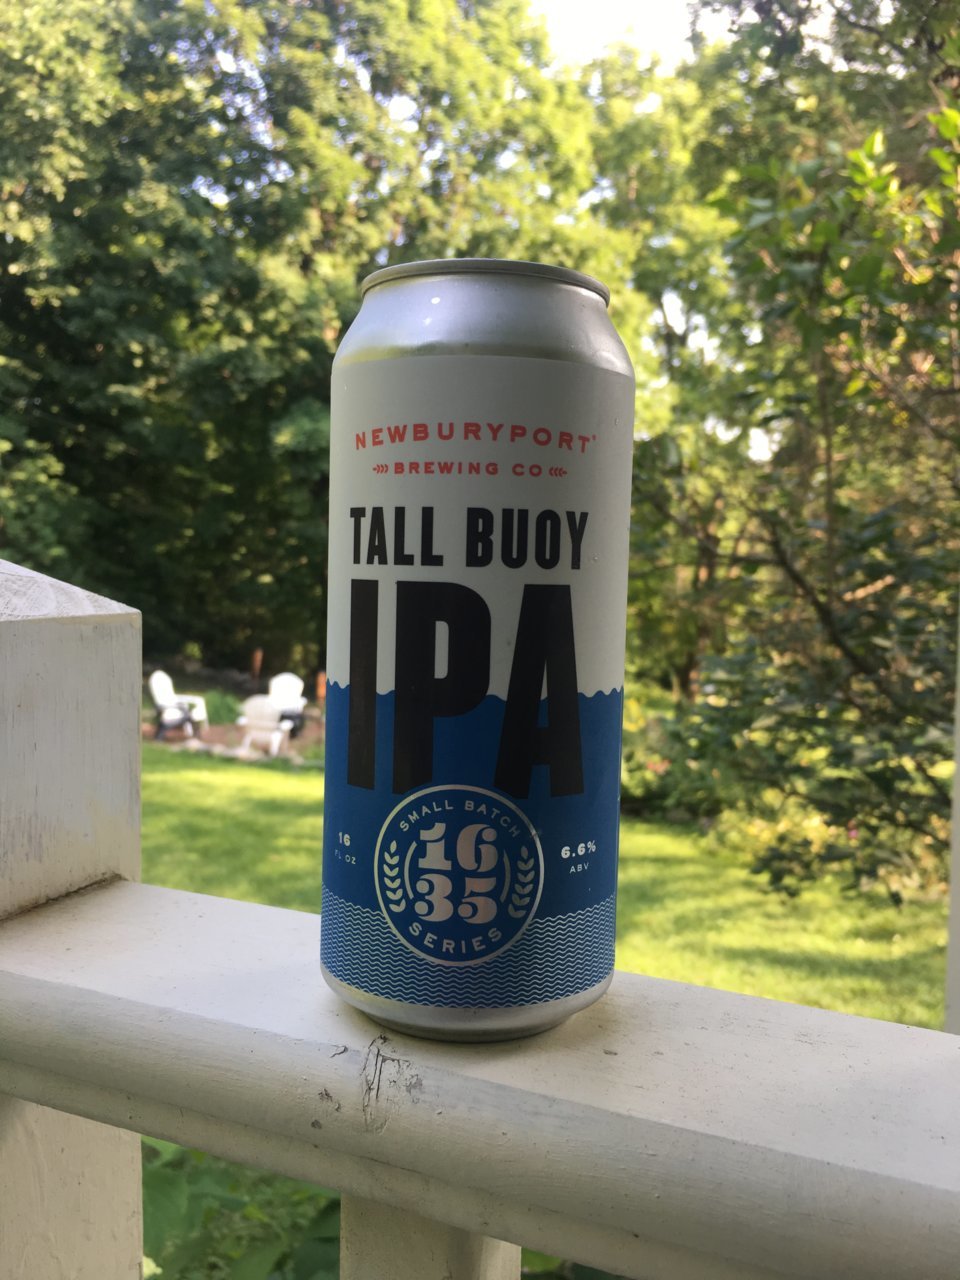 NEWBURYPORT
BREWING CO
TALL BUOY
IPA
SMALL BATCH
16
35
SERIES
16
FL OZ
6.6%
ABV